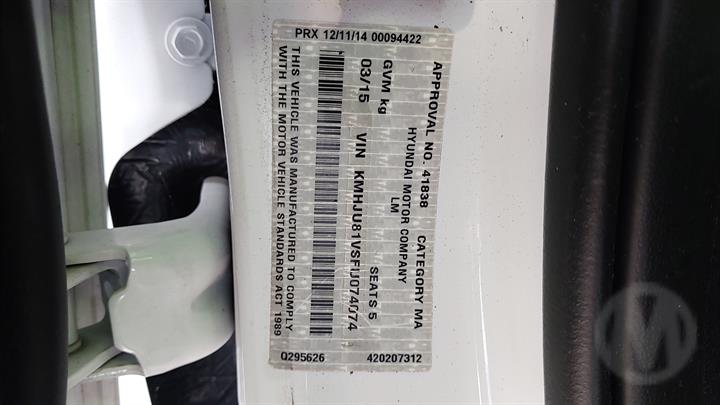 PRX 12/11/14 00094422
APPROVAL NO. 41838 CATEGORY MA
HYUNDAI MOTOR COMPANY
LM
GVM kg SEATS 5
03/15 VIN KMHJU81VSFU074074
THIS VEHICLE WAS MANUFACTURED TO COMPLY
WITH THE MOTOR VEHICLE STANDARDS ACT 1989
Q295626 420207312
M